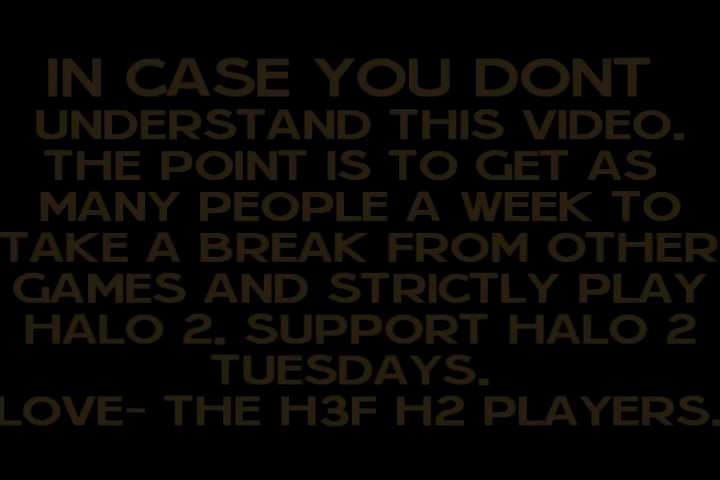 IN CASE YOU DONT
UNDERSTAND THIS VIDEO.
THE POINT IS TO GET AS
MANY PEOPLE A WEEK TO
TAKE A BREAK FROM OTHER
GAMES AND STRICTLY PLAY
HALO 2. SUPPORT HALO 2
TUESDAYS.
LOVE- THE H3F H2 PLAYERS.